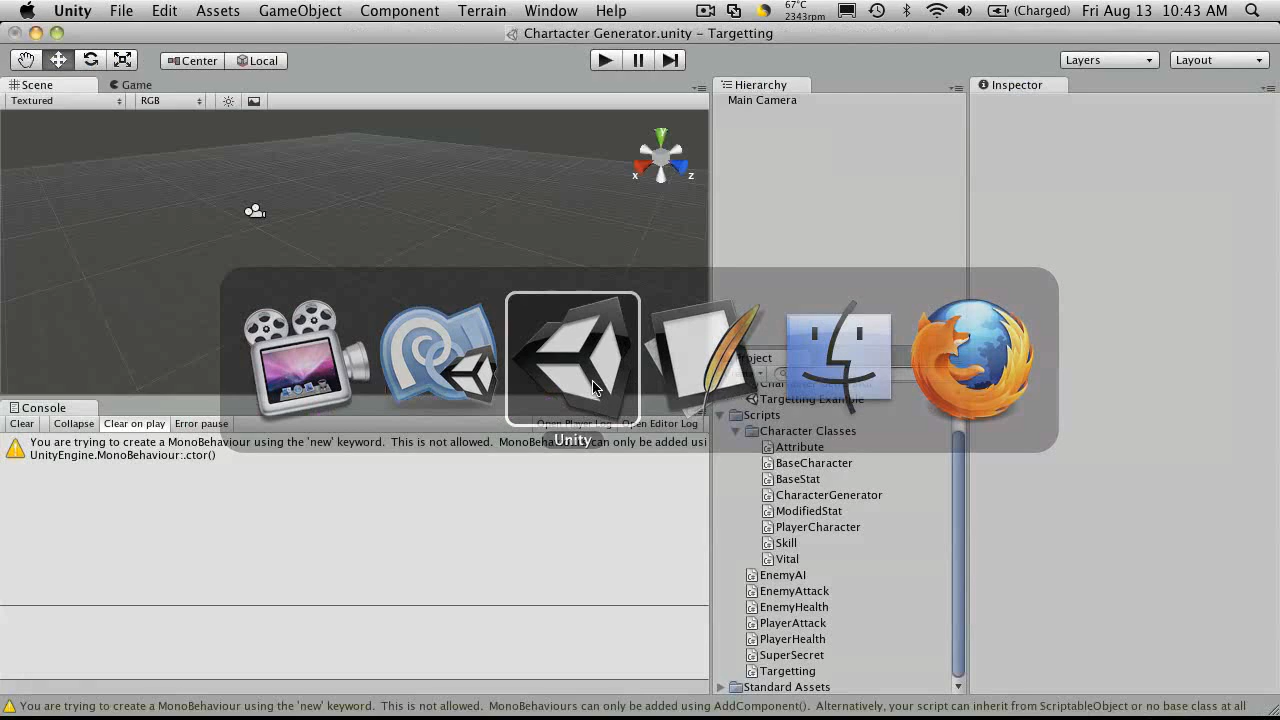 Unity File Edit Assets GameObject Component Terrain Window Help 67°C 2343rpm (Charged) Fri Aug 13 10:43 AM
Chartacter Generator.unity - Targetting
Center Local Layers Layout
Scene Game Hierarchy Inspector
Textured RGB
Main Camera
y
x z
Unity
Project
Targetting Example
Console
Clear Collapse Clear on play Error pause Open Player Log Open Editor Log
You are trying to create a MonoBehaviour using the 'new' keyword. This is not allowed. MonoBehaviours can only be added usi
UnityEngine.MonoBehaviour:.ctor()
Scripts
Character Classes
Attribute
BaseCharacter
BaseStat
CharacterGenerator
ModifiedStat
PlayerCharacter
Skill
Vital
EnemyAI
EnemyAttack
EnemyHealth
PlayerAttack
PlayerHealth
SuperSecret
Targetting
Standard Assets
You are trying to create a MonoBehaviour using the 'new' keyword. This is not allowed. MonoBehaviours can only be added using AddComponent(). Alternatively, your script can inherit from ScriptableObject or no base class at all